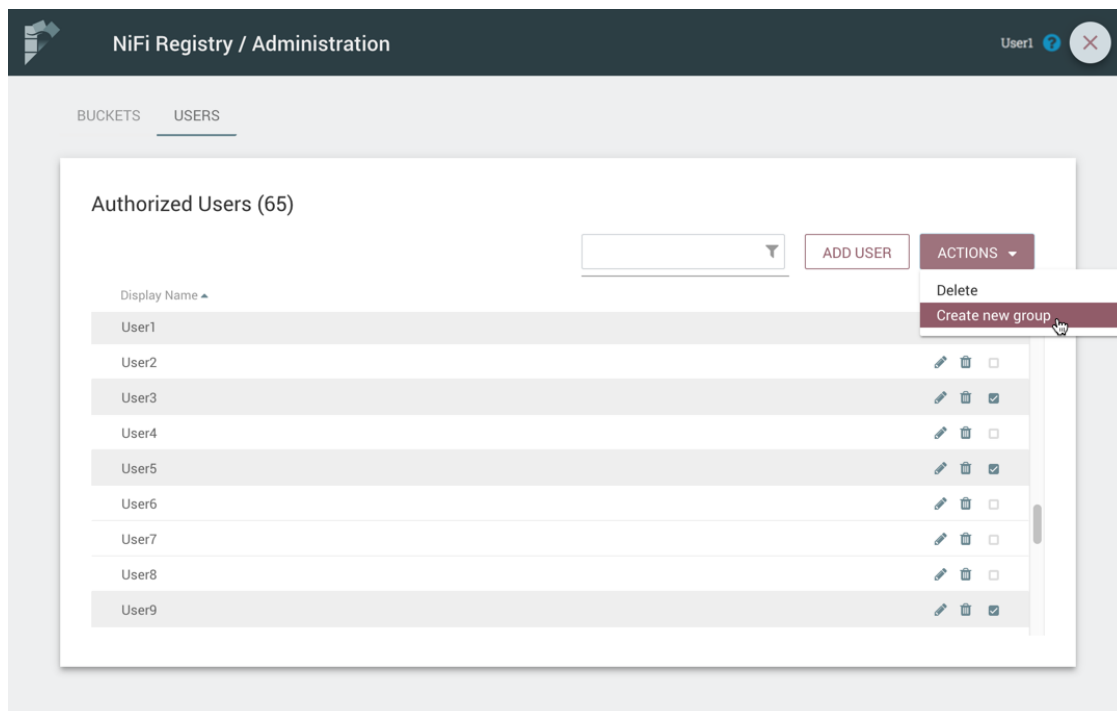 NiFi Registry / Administration
User1 ?
BUCKETS USERS
Authorized Users (65)
ADD USER ACTIONS
Delete
Display Name
Create new group
User1
User2
User3
User4
User5
User6
User7
User8
User9